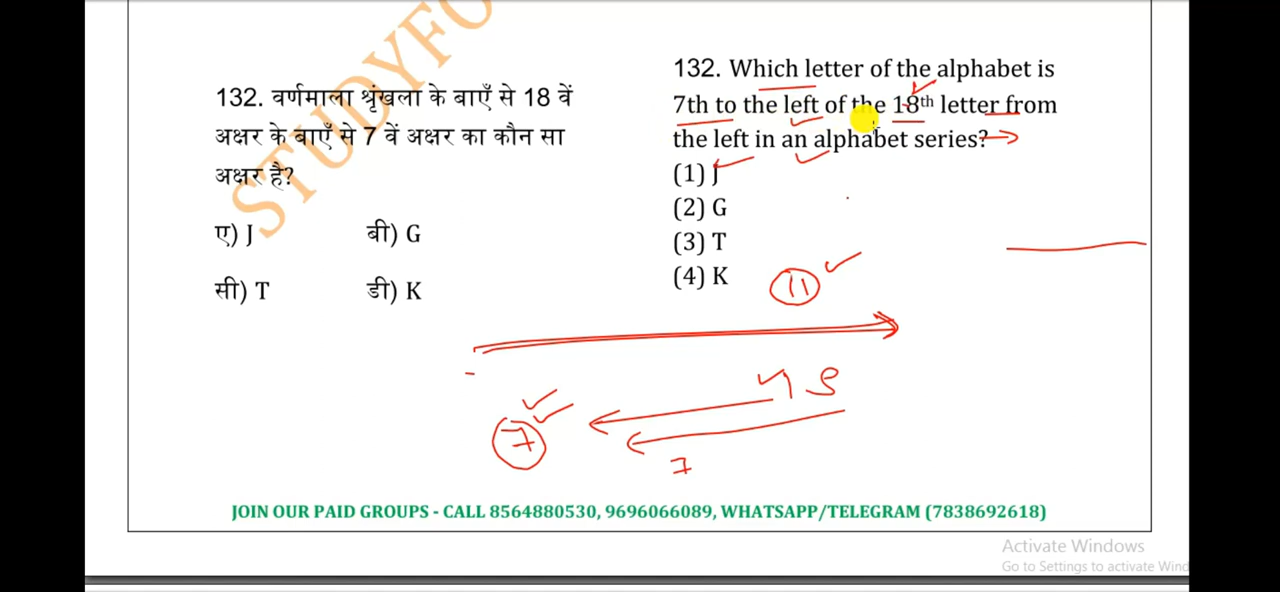 STUDYFO
132. वर्णमाला श्रृंखला के बाएँ से 18 वें
अक्षर के बाएँ से 7 वें अक्षर का कौन सा
अक्षर है?
ए) J बी) G
सी) T डी) K
132. Which letter of the alphabet is
7th to the left of the 18th letter from
the left in an alphabet series?
(1) J
(2) G
(3) T
(4) K
11
7
7
JOIN OUR PAID GROUPS - CALL 8564880530, 9696066089, WHATSAPP/TELEGRAM (7838692618)
Activate Windows
Go to Settings to activate Wind